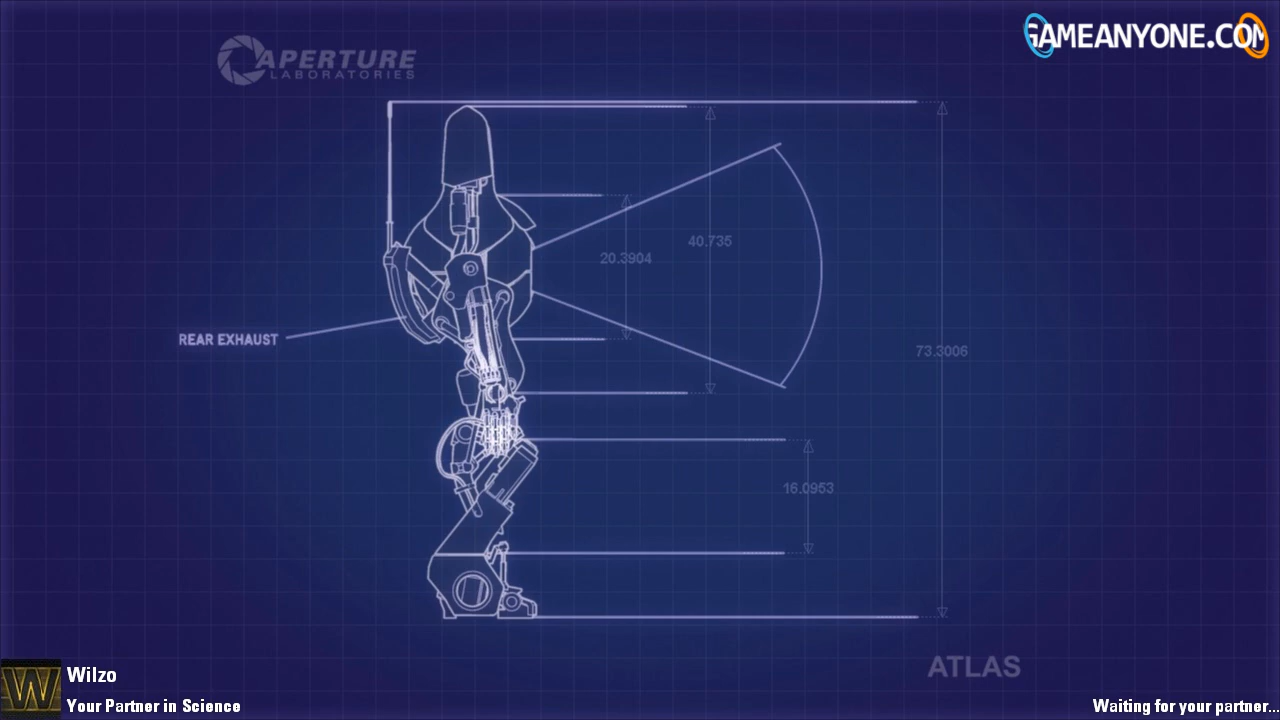 APERTURE
LABORATORIES
GAMEANYONE.COM
40.735
20.3904
REAR EXHAUST
73.3006
16.0953
ATLAS
W
Wilzo
Your Partner in Science
Waiting for your partner...